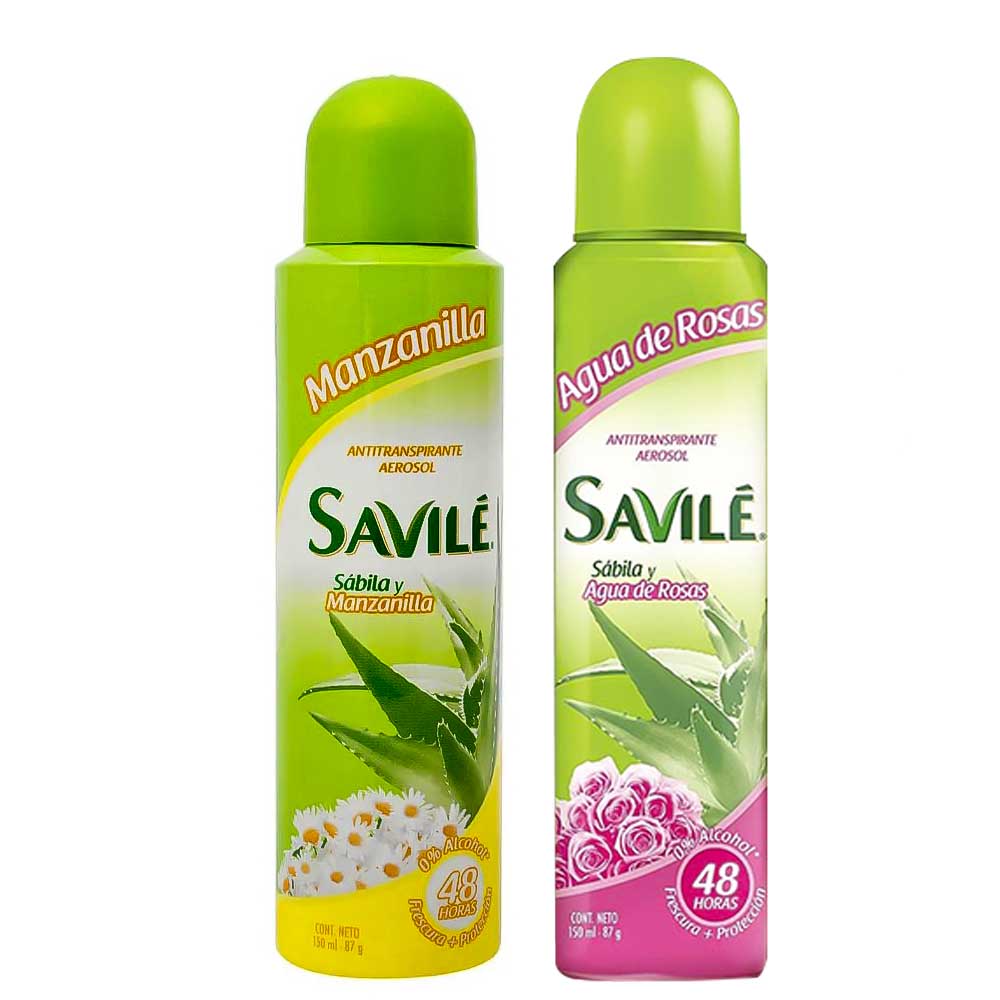 Manzanilla
ANTITRANSPIRANTE
AEROSOL
SAVILÉ®
Sábila y
Manzanilla
0% Alcohol*
48
HORAS
Frescura + Protección
CONT. NETO
150 ml - 87 g
Agua de Rosas
ANTITRANSPIRANTE
AEROSOL
SAVILÉ®
Sábila y
Agua de Rosas
0% Alcohol*
48
HORAS
Frescura + Protección
CONT. NETO
150 ml - 87 g